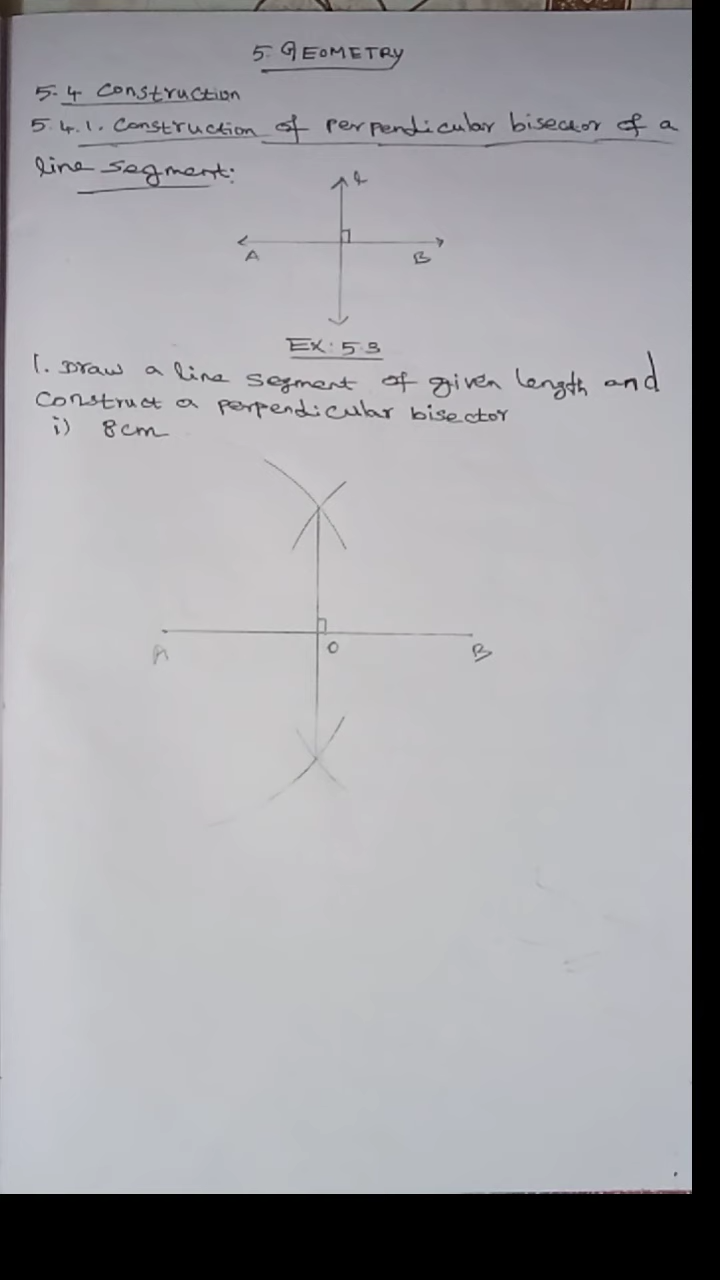 5. GEOMETRY
5.4 Construction
5.4.1. Construction of perpendicular bisector of a
line segment:
l
A B
Ex: 5.3
1. Draw a line segment of given length and
construct a perpendicular bisector
i) 8cm
A O B